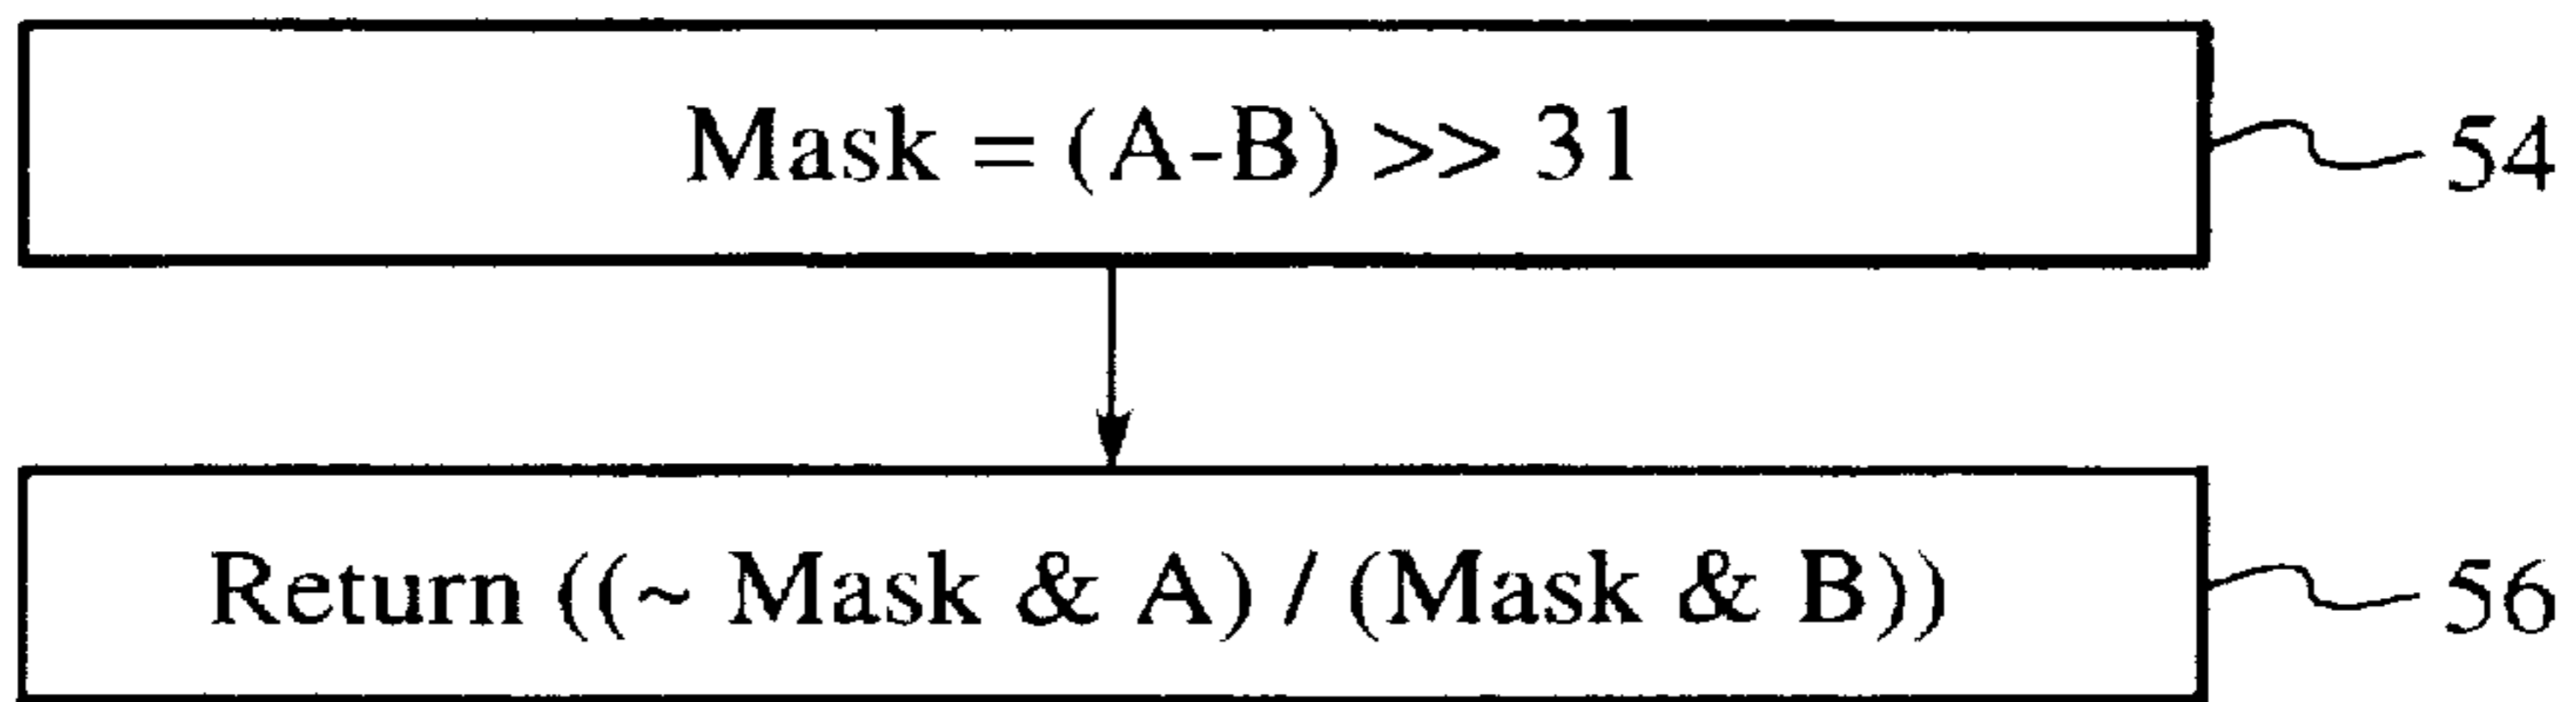 Mask = (A-B) >> 31
54
Return ((~ Mask & A) / (Mask & B))
56